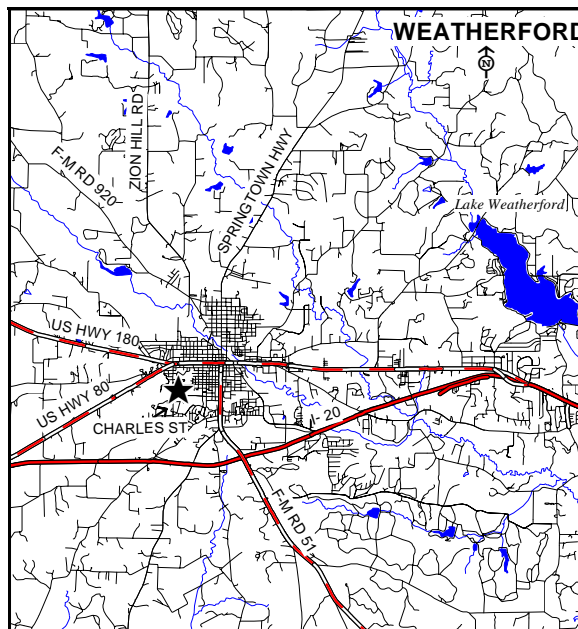 WEATHERFORD
N
ZION HILL RD
F-M RD 920
SPRINGTOWN HWY
Lake Weatherford
US HWY 180
US HWY 80
CHARLES ST.
I- 20
F-M RD 51